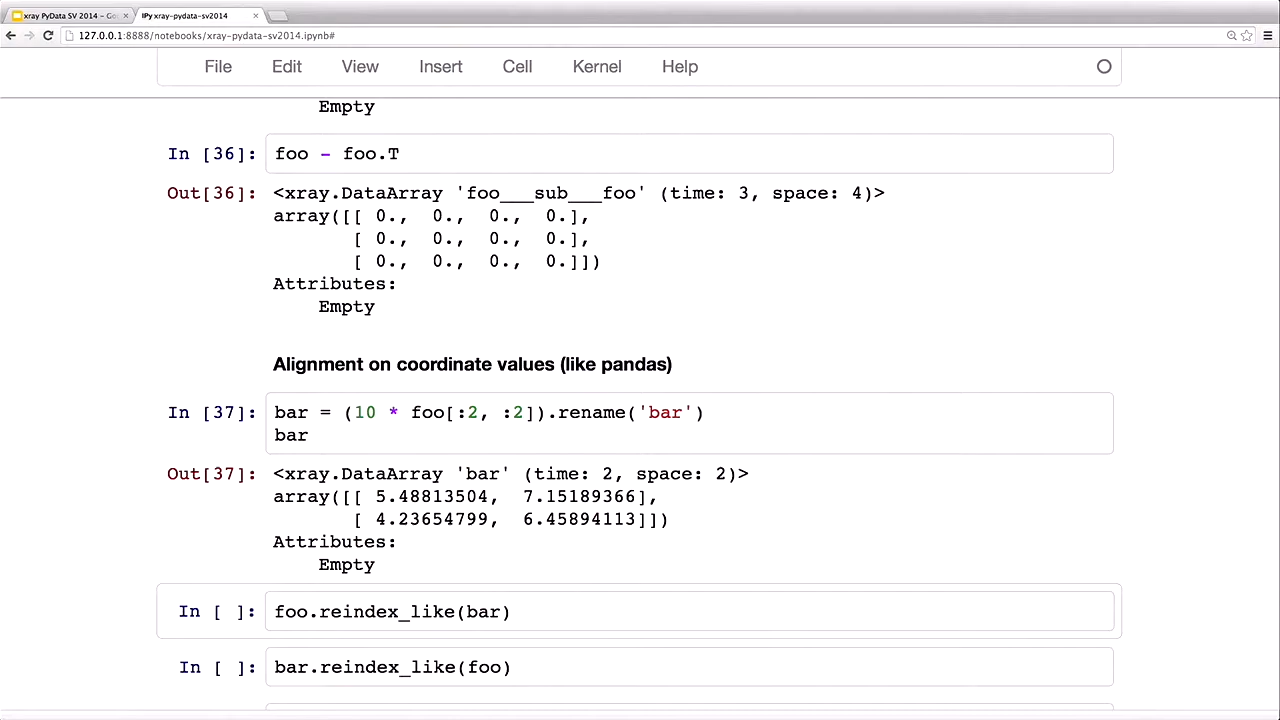 xray PyData SV 2014 – Go
IPy xray-pydata-sv2014
127.0.0.1:8888/notebooks/xray-pydata-sv2014.ipynb#
File Edit View Insert Cell Kernel Help
Empty
In [36]: foo - foo.T
Out[36]: <xray.DataArray 'foo___sub___foo' (time: 3, space: 4)>
array([[ 0., 0., 0., 0.],
[ 0., 0., 0., 0.],
[ 0., 0., 0., 0.]])
Attributes:
Empty
Alignment on coordinate values (like pandas)
In [37]: bar = (10 * foo[:2, :2]).rename('bar')
bar
Out[37]: <xray.DataArray 'bar' (time: 2, space: 2)>
array([[ 5.48813504, 7.15189366],
[ 4.23654799, 6.45894113]])
Attributes:
Empty
In [ ]: foo.reindex_like(bar)
In [ ]: bar.reindex_like(foo)